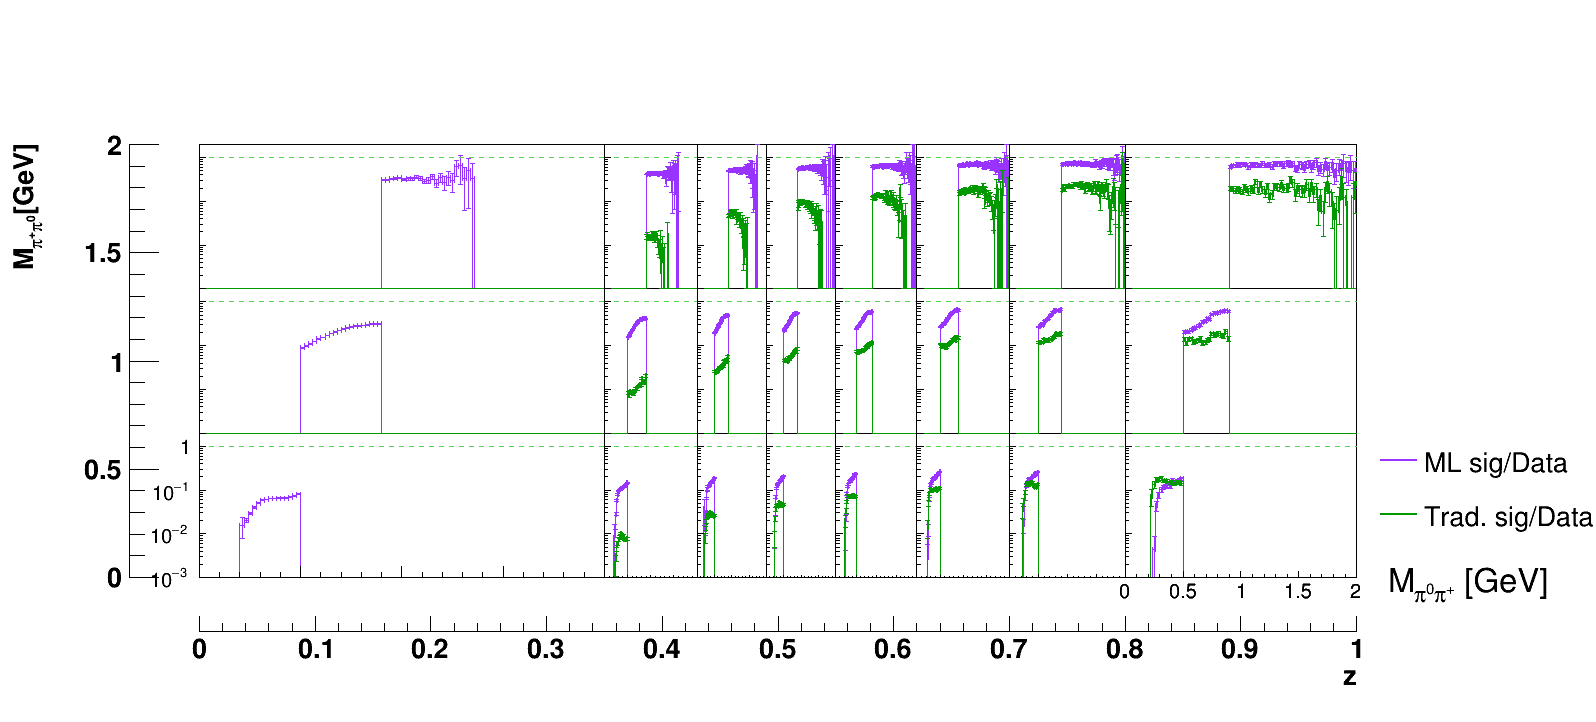 M_{π⁺π⁰}[GeV]
2
1.5
1
0.5
0
1
10⁻¹
10⁻²
10⁻³
ML sig/Data
Trad. sig/Data
0 0.5 1 1.5 2
M_{π⁰π⁺} [GeV]
0 0.1 0.2 0.3 0.4 0.5 0.6 0.7 0.8 0.9 1
z